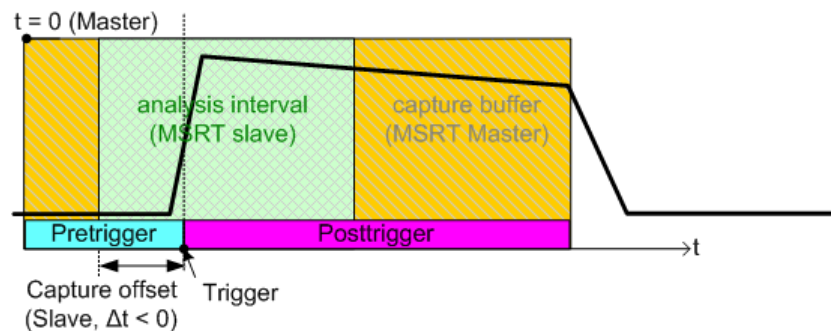 t = 0 (Master)
analysis interval
(MSRT slave)
capture buffer
(MSRT Master)
Pretrigger
Posttrigger
t
Capture offset
(Slave, Δt < 0)
Trigger